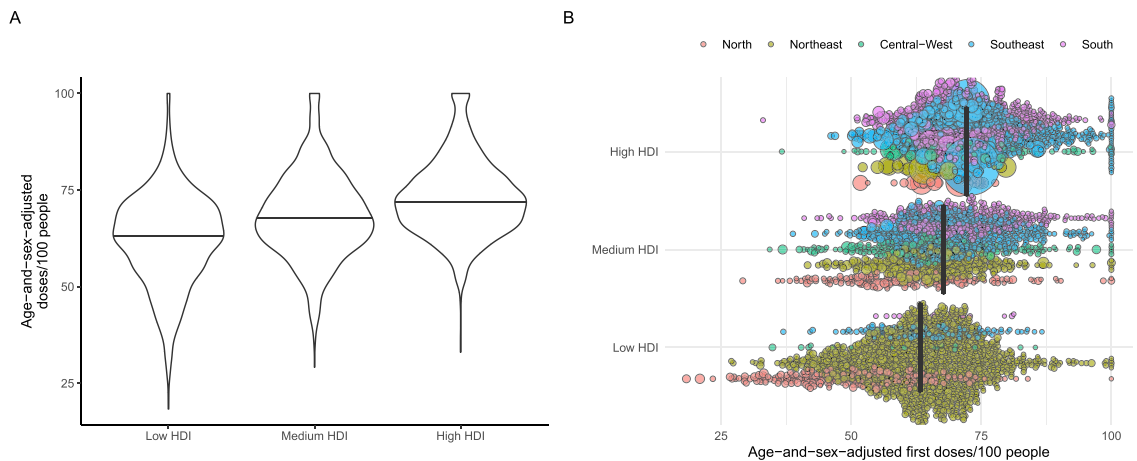 A
100
75
50
25
Age−and−sex−adjusted
doses/100 people
Low HDI
Medium HDI
High HDI
B
North
Northeast
Central−West
Southeast
South
High HDI
Medium HDI
Low HDI
25
50
75
100
Age−and−sex−adjusted first doses/100 people